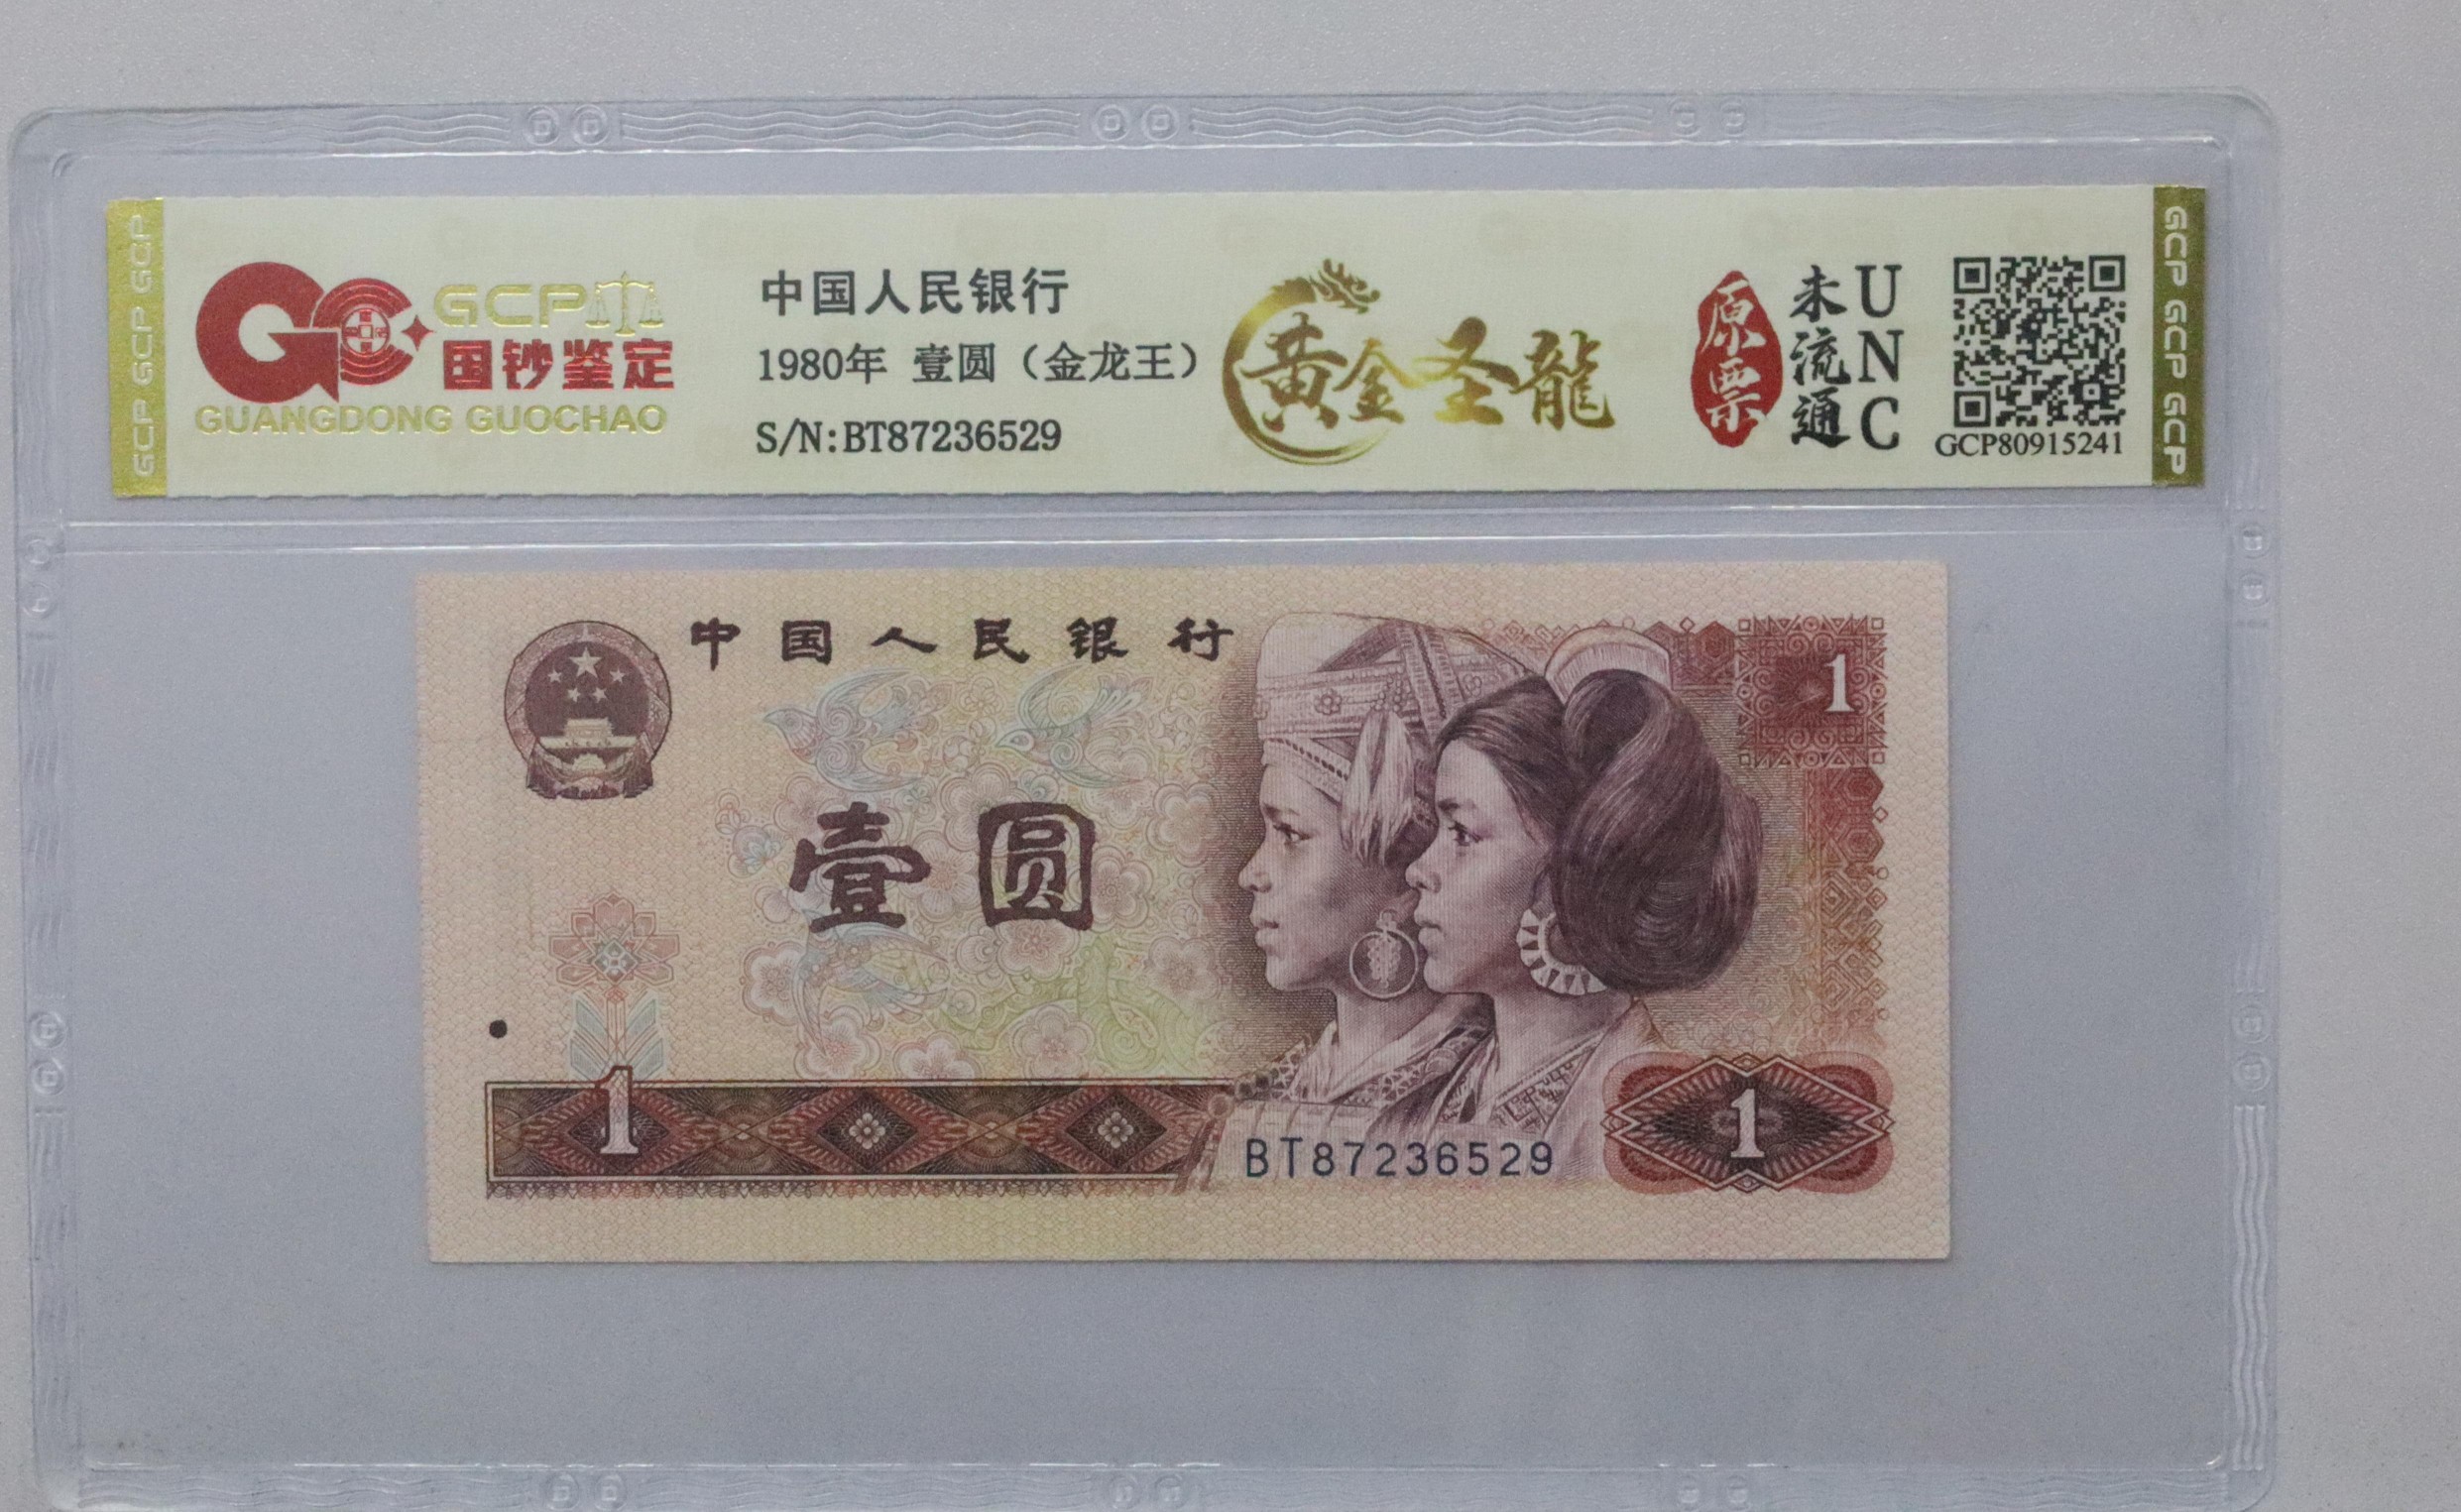 GCP GCP GCP
GCP
国钞鉴定
GUANGDONG GUOCHAO
中国人民银行
1980年 壹圆（金龙王）
S/N:BT87236529
黄金圣龍
原票
未流通
UNC
GCP80915241
GCP GCP GCP
中国人民银行
1
壹圆
1
BT87236529
1